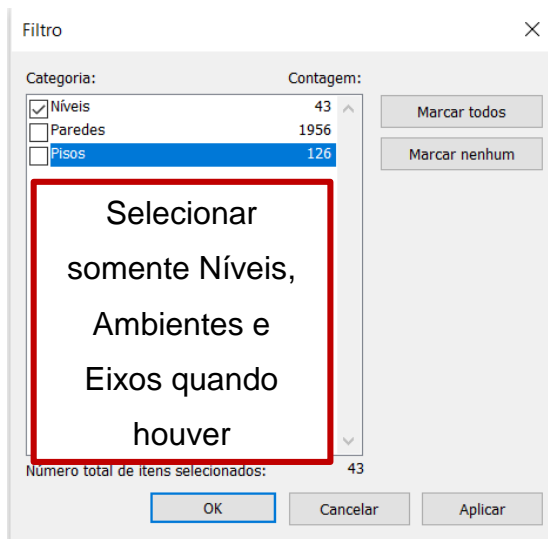 Filtro
Categoria: Contagem:
Níveis 43
Marcar todos
Paredes 1956
Pisos 126
Marcar nenhum
Selecionar
somente Níveis,
Ambientes e
Eixos quando
houver
Número total de itens selecionados: 43
OK Cancelar Aplicar